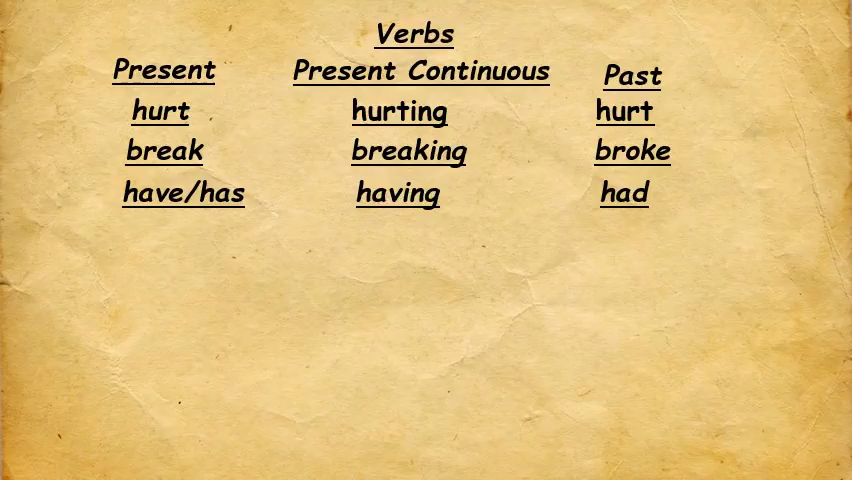 Verbs
Present Present Continuous Past
hurt hurting hurt
break breaking broke
have/has having had